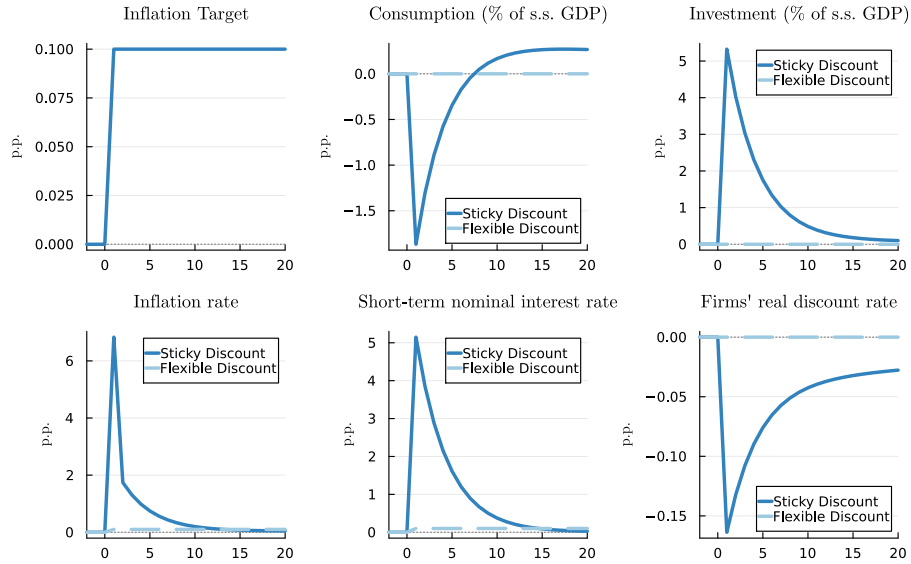 Inflation Target
p.p.
0.100
0.075
0.050
0.025
0.000
0 5 10 15 20
Consumption (% of s.s. GDP)
p.p.
0.0
−0.5
−1.0
−1.5
Sticky Discount
Flexible Discount
0 5 10 15 20
Investment (% of s.s. GDP)
p.p.
5
4
3
2
1
0
Sticky Discount
Flexible Discount
0 5 10 15 20
Inflation rate
p.p.
6
4
2
0
Sticky Discount
Flexible Discount
0 5 10 15 20
Short-term nominal interest rate
p.p.
5
4
3
2
1
0
Sticky Discount
Flexible Discount
0 5 10 15 20
Firms' real discount rate
p.p.
0.00
−0.05
−0.10
−0.15
Sticky Discount
Flexible Discount
0 5 10 15 20